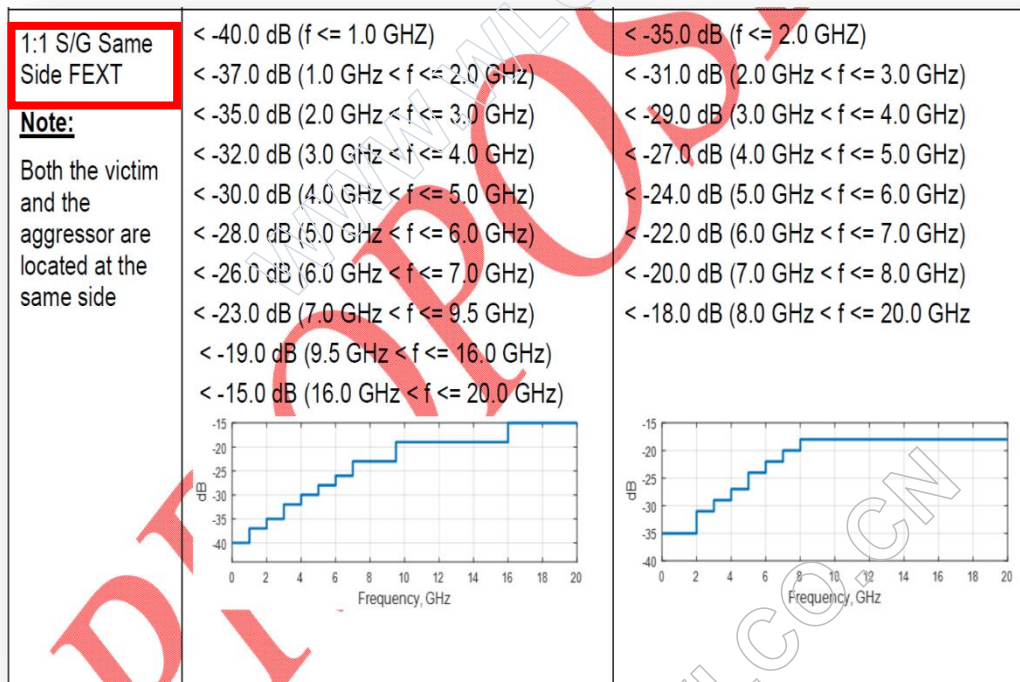 1:1 S/G Same
Side FEXT
Note:
Both the victim
and the
aggressor are
located at the
same side
< -40.0 dB (f <= 1.0 GHZ)
< -37.0 dB (1.0 GHz < f <= 2.0 GHz)
< -35.0 dB (2.0 GHz < f <= 3.0 GHz)
< -32.0 dB (3.0 GHz < f <= 4.0 GHz)
< -30.0 dB (4.0 GHz < f <= 5.0 GHz)
< -28.0 dB (5.0 GHz < f <= 6.0 GHz)
< -26.0 dB (6.0 GHz < f <= 7.0 GHz)
< -23.0 dB (7.0 GHz < f <= 9.5 GHz)
< -19.0 dB (9.5 GHz < f <= 16.0 GHz)
< -15.0 dB (16.0 GHz < f <= 20.0 GHz)
-15
-20
-25
-30
-35
-40
dB
0 2 4 6 8 10 12 14 16 18 20
Frequency, GHz
< -35.0 dB (f <= 2.0 GHZ)
< -31.0 dB (2.0 GHz < f <= 3.0 GHz)
< -29.0 dB (3.0 GHz < f <= 4.0 GHz)
< -27.0 dB (4.0 GHz < f <= 5.0 GHz)
< -24.0 dB (5.0 GHz < f <= 6.0 GHz)
< -22.0 dB (6.0 GHz < f <= 7.0 GHz)
< -20.0 dB (7.0 GHz < f <= 8.0 GHz)
< -18.0 dB (8.0 GHz < f <= 20.0 GHz
-15
-20
-25
-30
-35
-40
dB
0 2 4 6 8 10 12 14 16 18 20
Frequency, GHz